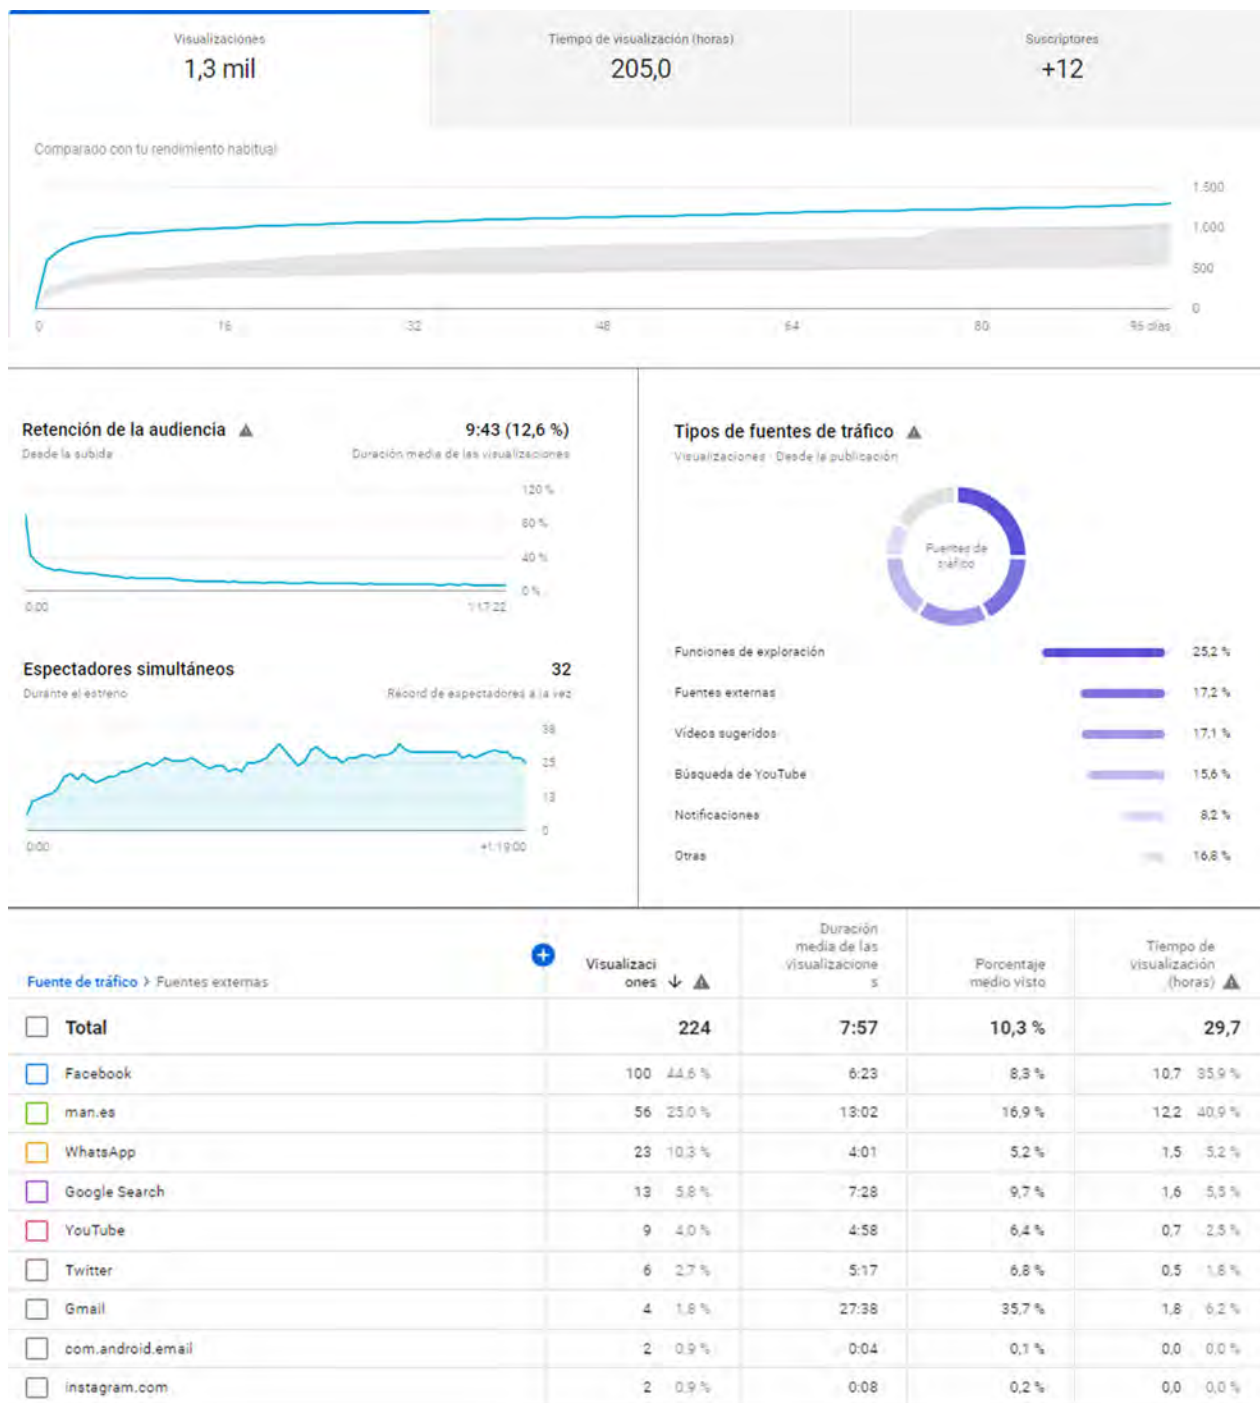 Visualizaciones
1,3 mil
Tiempo de visualización (horas)
205,0
Suscriptores
+12
Comparado con tu rendimiento habitual
1.500
1.000
500
0
0 16 32 48 64 80 96 días
Retención de la audiencia
9:43 (12,6 %)
Desde la subida
Duración media de las visualizaciones
120 %
80 %
40 %
0 %
0:00 1:17:22
Espectadores simultáneos
32
Durante el estreno
Récord de espectadores a la vez
38
25
13
0
0:00 +1:19:00
Tipos de fuentes de tráfico
Visualizaciones · Desde la publicación
Fuentes de
tráfico
Funciones de exploración 25,2 %
Fuentes externas 17,2 %
Vídeos sugeridos 17,1 %
Búsqueda de YouTube 15,6 %
Notificaciones 8,2 %
Otras 16,8 %
Fuente de tráfico > Fuentes externas
Visualizaci
ones
Duración
media de las
visualizacione
s
Porcentaje
medio visto
Tiempo de
visualización
(horas)
Total 224 7:57 10,3 % 29,7
Facebook 100 44,6 % 6:23 8,3 % 10,7 35,9 %
man.es 56 25,0 % 13:02 16,9 % 12,2 40,9 %
WhatsApp 23 10,3 % 4:01 5,2 % 1,5 5,2 %
Google Search 13 5,8 % 7:28 9,7 % 1,6 5,5 %
YouTube 9 4,0 % 4:58 6,4 % 0,7 2,5 %
Twitter 6 2,7 % 5:17 6,8 % 0,5 1,8 %
Gmail 4 1,8 % 27:38 35,7 % 1,8 6,2 %
com.android.email 2 0,9 % 0:04 0,1 % 0,0 0,0 %
instagram.com 2 0,9 % 0:08 0,2 % 0,0 0,0 %